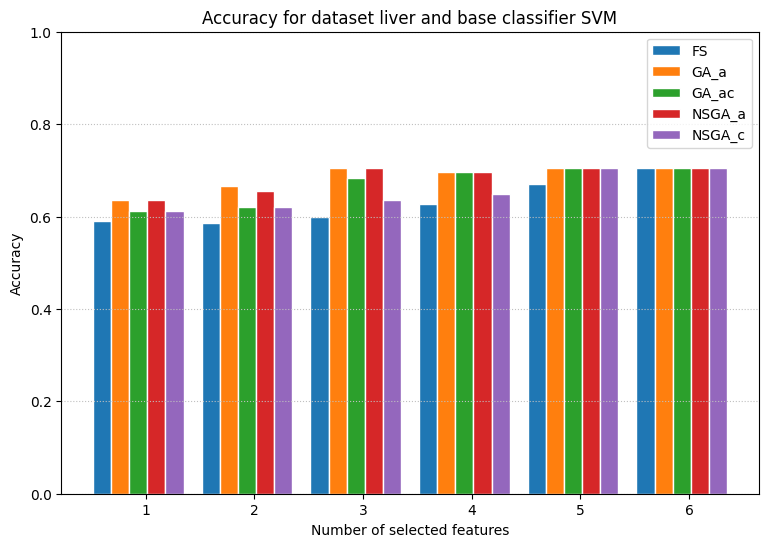 Accuracy for dataset liver and base classifier SVM
1.0
0.8
0.6
0.4
0.2
0.0
Accuracy
FS
GA_a
GA_ac
NSGA_a
NSGA_c
1 2 3 4 5 6
Number of selected features